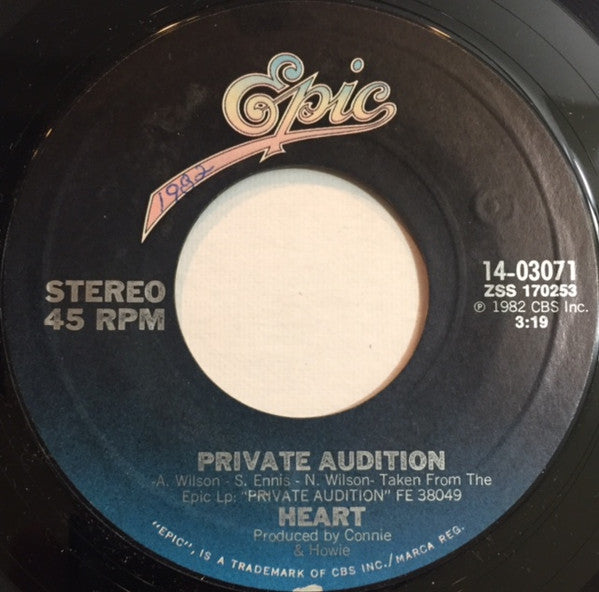 Epic
1982
STEREO
45 RPM
14-03071
ZSS 170253
℗ 1982 CBS Inc.
3:19
PRIVATE AUDITION
-A. Wilson - S. Ennis - N. Wilson- Taken From The
Epic Lp: "PRIVATE AUDITION" FE 38049
HEART
Produced by Connie
& Howie
"EPIC", IS A TRADEMARK OF CBS INC./MARCA REG.